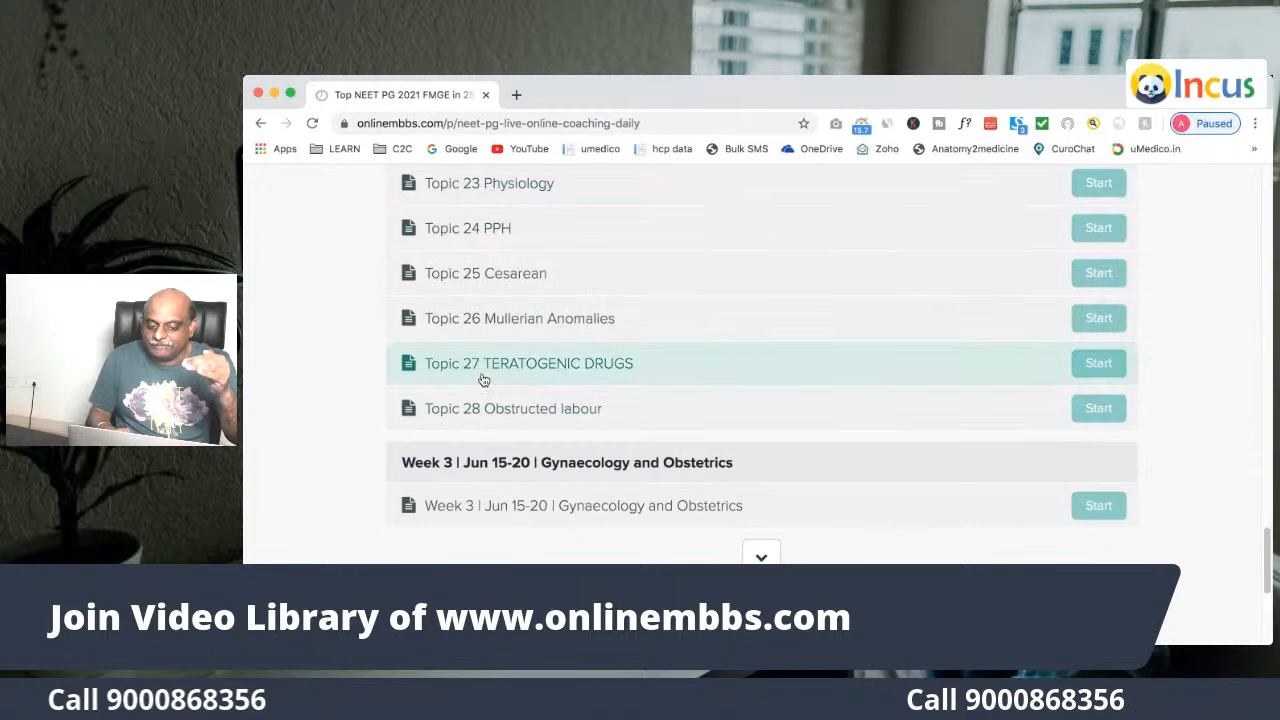 Incus
Top NEET PG 2021 FMGE in 25
onlinembbs.com/p/neet-pg-live-online-coaching-daily
15.7
f?
3
A Paused
Apps LEARN C2C Google YouTube umedico hcp data Bulk SMS OneDrive Zoho Anatomy2medicine CuroChat uMedico.in »
Topic 23 Physiology Start
Topic 24 PPH Start
Topic 25 Cesarean Start
Topic 26 Mullerian Anomalies Start
Topic 27 TERATOGENIC DRUGS Start
Topic 28 Obstructed labour Start
Week 3 | Jun 15-20 | Gynaecology and Obstetrics
Week 3 | Jun 15-20 | Gynaecology and Obstetrics Start
Join Video Library of www.onlinembbs.com
Call 9000868356 Call 9000868356